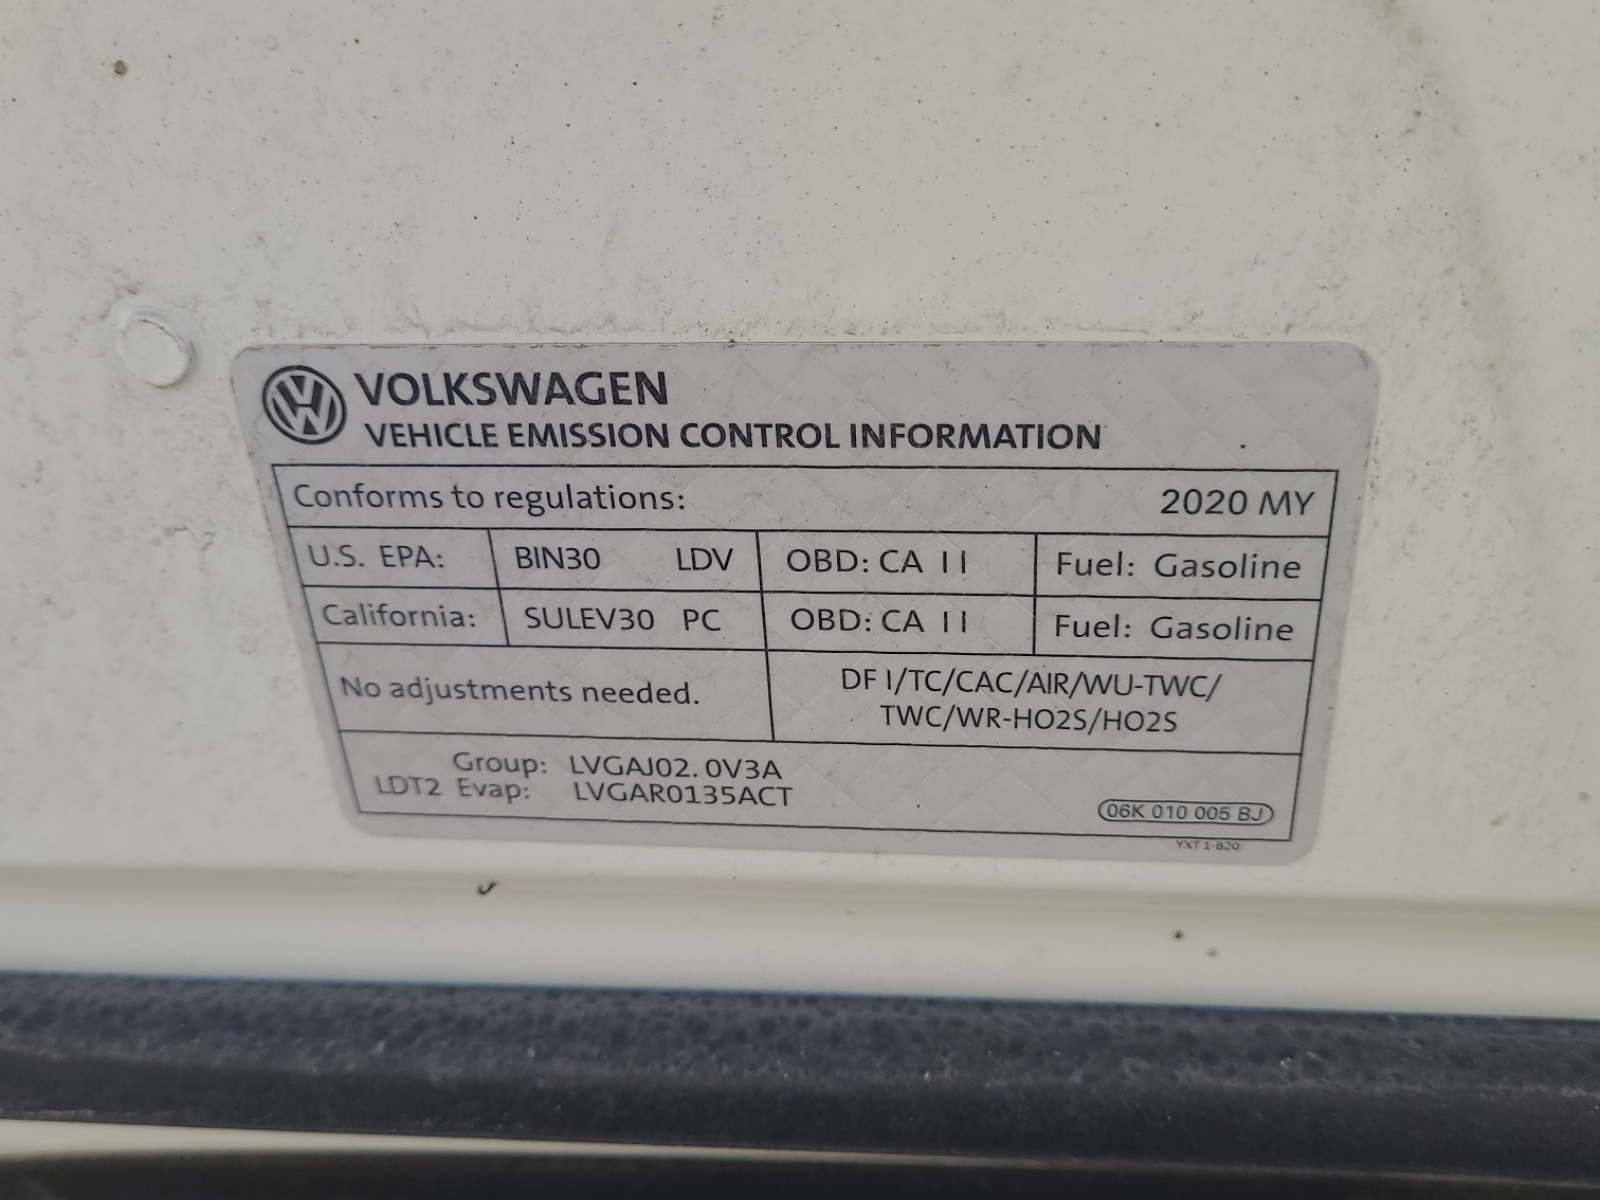 VOLKSWAGEN
VEHICLE EMISSION CONTROL INFORMATION
Conforms to regulations: 2020 MY
U.S. EPA: BIN30 LDV OBD: CA II Fuel: Gasoline
California: SULEV30 PC OBD: CA II Fuel: Gasoline
No adjustments needed.
DFI/TC/CAC/AIR/WU-TWC/
TWC/WR-HO2S/HO2S
Group: LVGAJ02.0V3A
LDT2 Evap: LVGAR0135ACT
06K 010 005 BJ
YXT 1-820